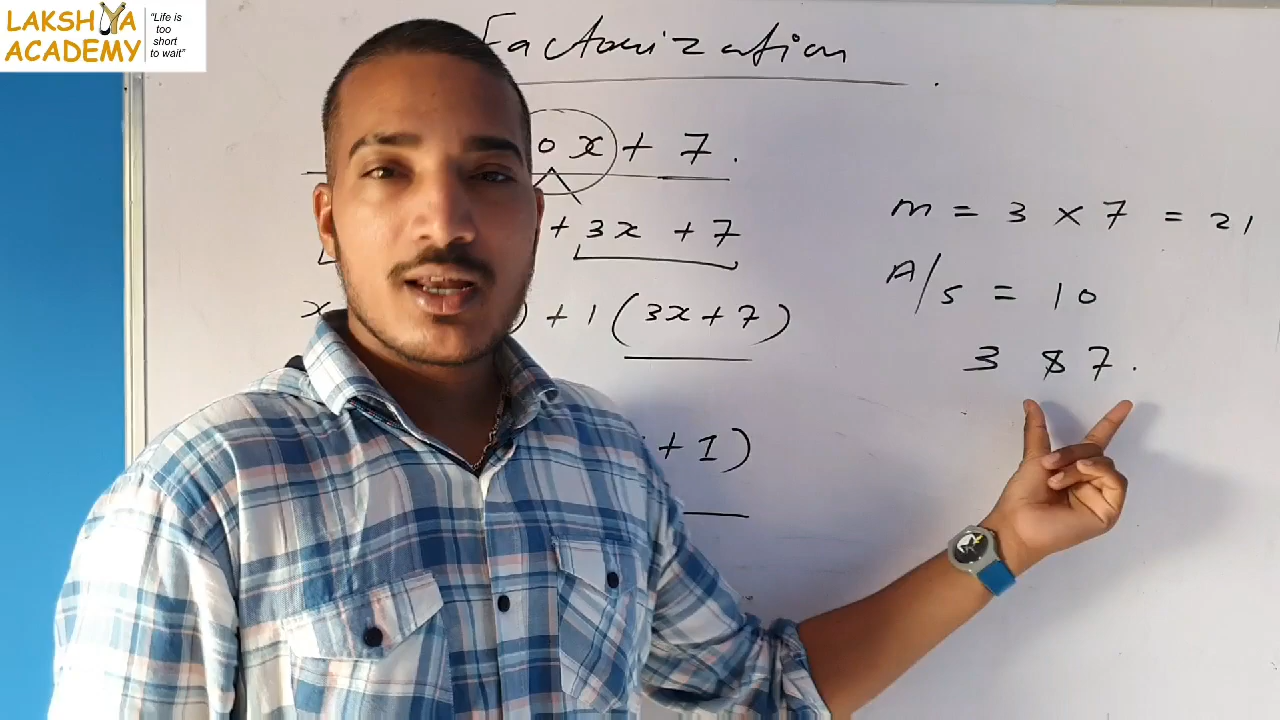 LAKSHYA
ACADEMY
"Life is
too
short
to wait"
Factorization
0x + 7.
+ 3x + 7
x ) + 1 (3x + 7)
+ 1)
m = 3 × 7 = 21
A/s = 10
3 & 7.